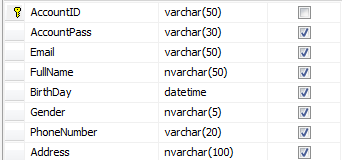 AccountID varchar(50)
AccountPass varchar(30)
Email varchar(50)
FullName nvarchar(50)
BirthDay datetime
Gender nvarchar(5)
PhoneNumber varchar(20)
Address nvarchar(100)